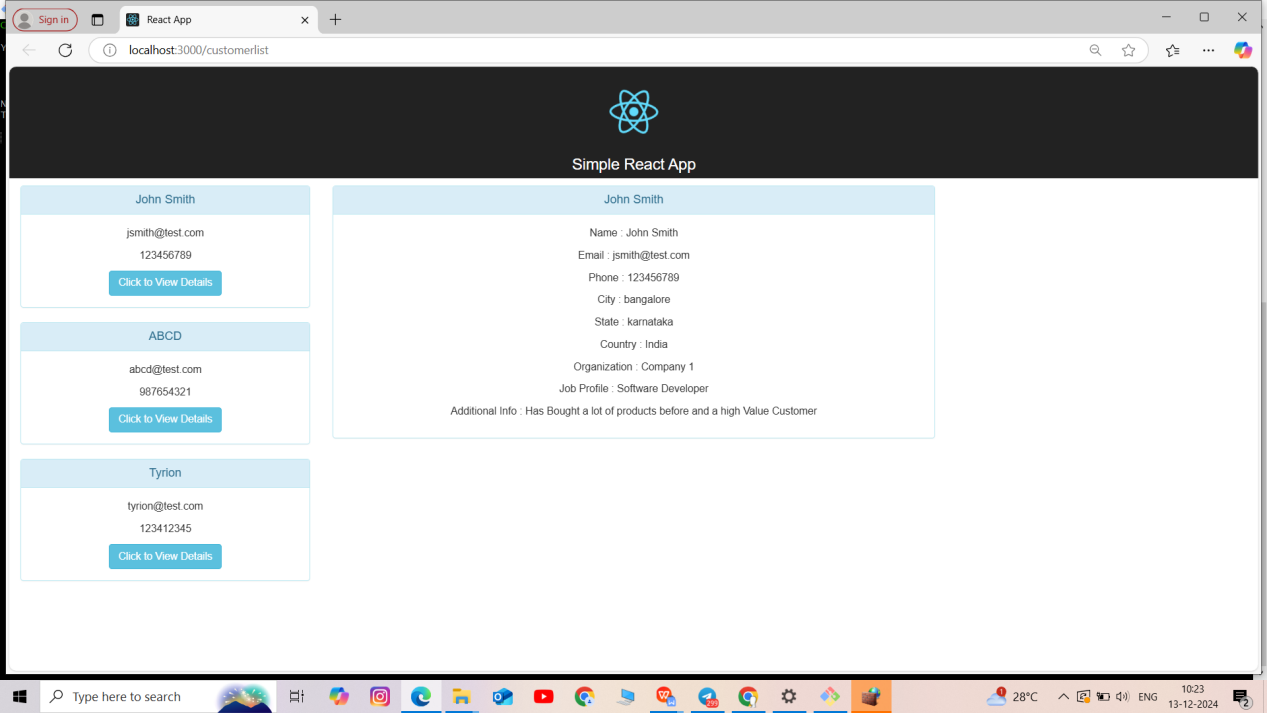 Sign in
React App
localhost:3000/customerlist
Simple React App
John Smith
jsmith@test.com
123456789
Click to View Details
ABCD
abcd@test.com
987654321
Click to View Details
Tyrion
tyrion@test.com
123412345
Click to View Details
John Smith
Name : John Smith
Email : jsmith@test.com
Phone : 123456789
City : bangalore
State : karnataka
Country : India
Organization : Company 1
Job Profile : Software Developer
Additional Info : Has Bought a lot of products before and a high Value Customer
Type here to search
299
1
28°C
ENG
10:23
13-12-2024
2